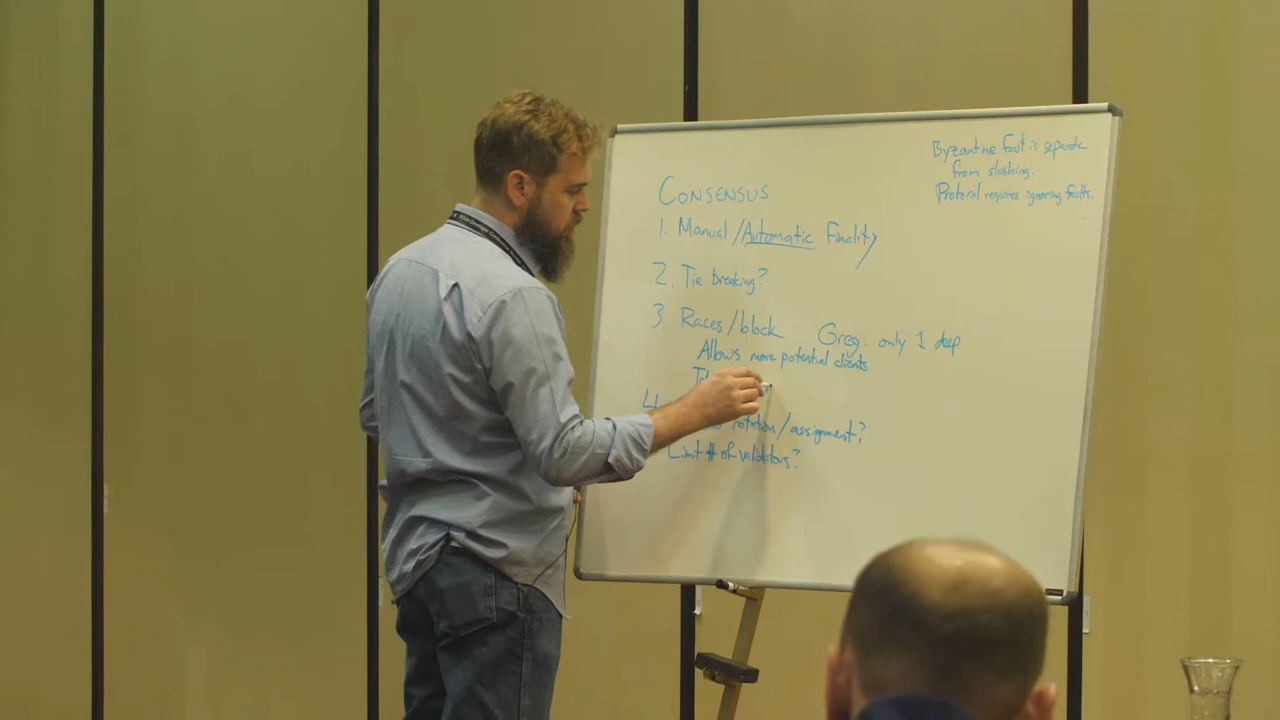 Byzantine fault is separate
from slashing.
Protocol requires ignoring faults.
CONSENSUS
1. Manual/Automatic Finality
2. Tie breaking?
3. Races/block Greg: only 1 deep
Allows more potential clients
4.
rotation/assignment?
Limit # of validators?